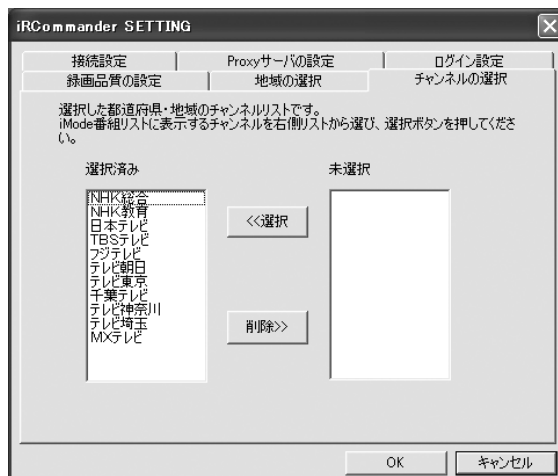 iRCommander SETTING
接続設定
Proxyサーバの設定
ログイン設定
録画品質の設定
地域の選択
チャンネルの選択
選択した都道府県・地域のチャンネルリストです。
iMode番組リストに表示するチャンネルを右側リストから選び、選択ボタンを押してくださ
い。
選択済み
未選択
NHK総合
NHK教育
日本テレビ
TBSテレビ
フジテレビ
テレビ朝日
テレビ東京
千葉テレビ
テレビ神奈川
テレビ埼玉
MXテレビ
<<選択
削除>>
OK
キャンセル